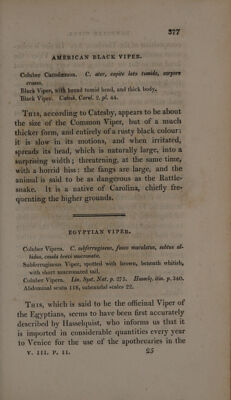 377
AMERICAN BLACK VIPER.
Coluber Cacodæmon. C. ater, capite lato tumido, corpore
crasso.
Black Viper, with broad tumid head, and thick body.
Black Viper. Catesb. Carol. 2. pl. 44.
This, according to Catesby, appears to be about
the size of the Common Viper, but of a much
thicker form, and entirely of a rusty black colour:
it is slow in its motions, and when irritated,
spreads its head, which is naturally large, into a
surprising width; threatening, at the same time,
with a horrid hiss: the fangs are large, and the
animal is said to be as dangerous as the Rattle-
snake. It is a native of Carolina, chiefly fre-
quenting the higher grounds.
EGYPTIAN VIPER.
Coluber Vipera. C. subferrugineus, fusco maculatus, subtus al-
bidus, cauda brevi mucronata.
Subferruginous Viper, spotted with brown, beneath whitish,
with short mucronated tail.
Coluber Vipera. Lin. Syst. Nat. p. 375. Hasselq. itin. p. 340.
Abdominal scuta 118, subcaudal scales 22.
This, which is said to be the officinal Viper of
the Egyptians, seems to have been first accurately
described by Hasselquist, who informs us that it
is imported in considerable quantities every year
to Venice for the use of the apothecaries in the
V. III. P. II.
25